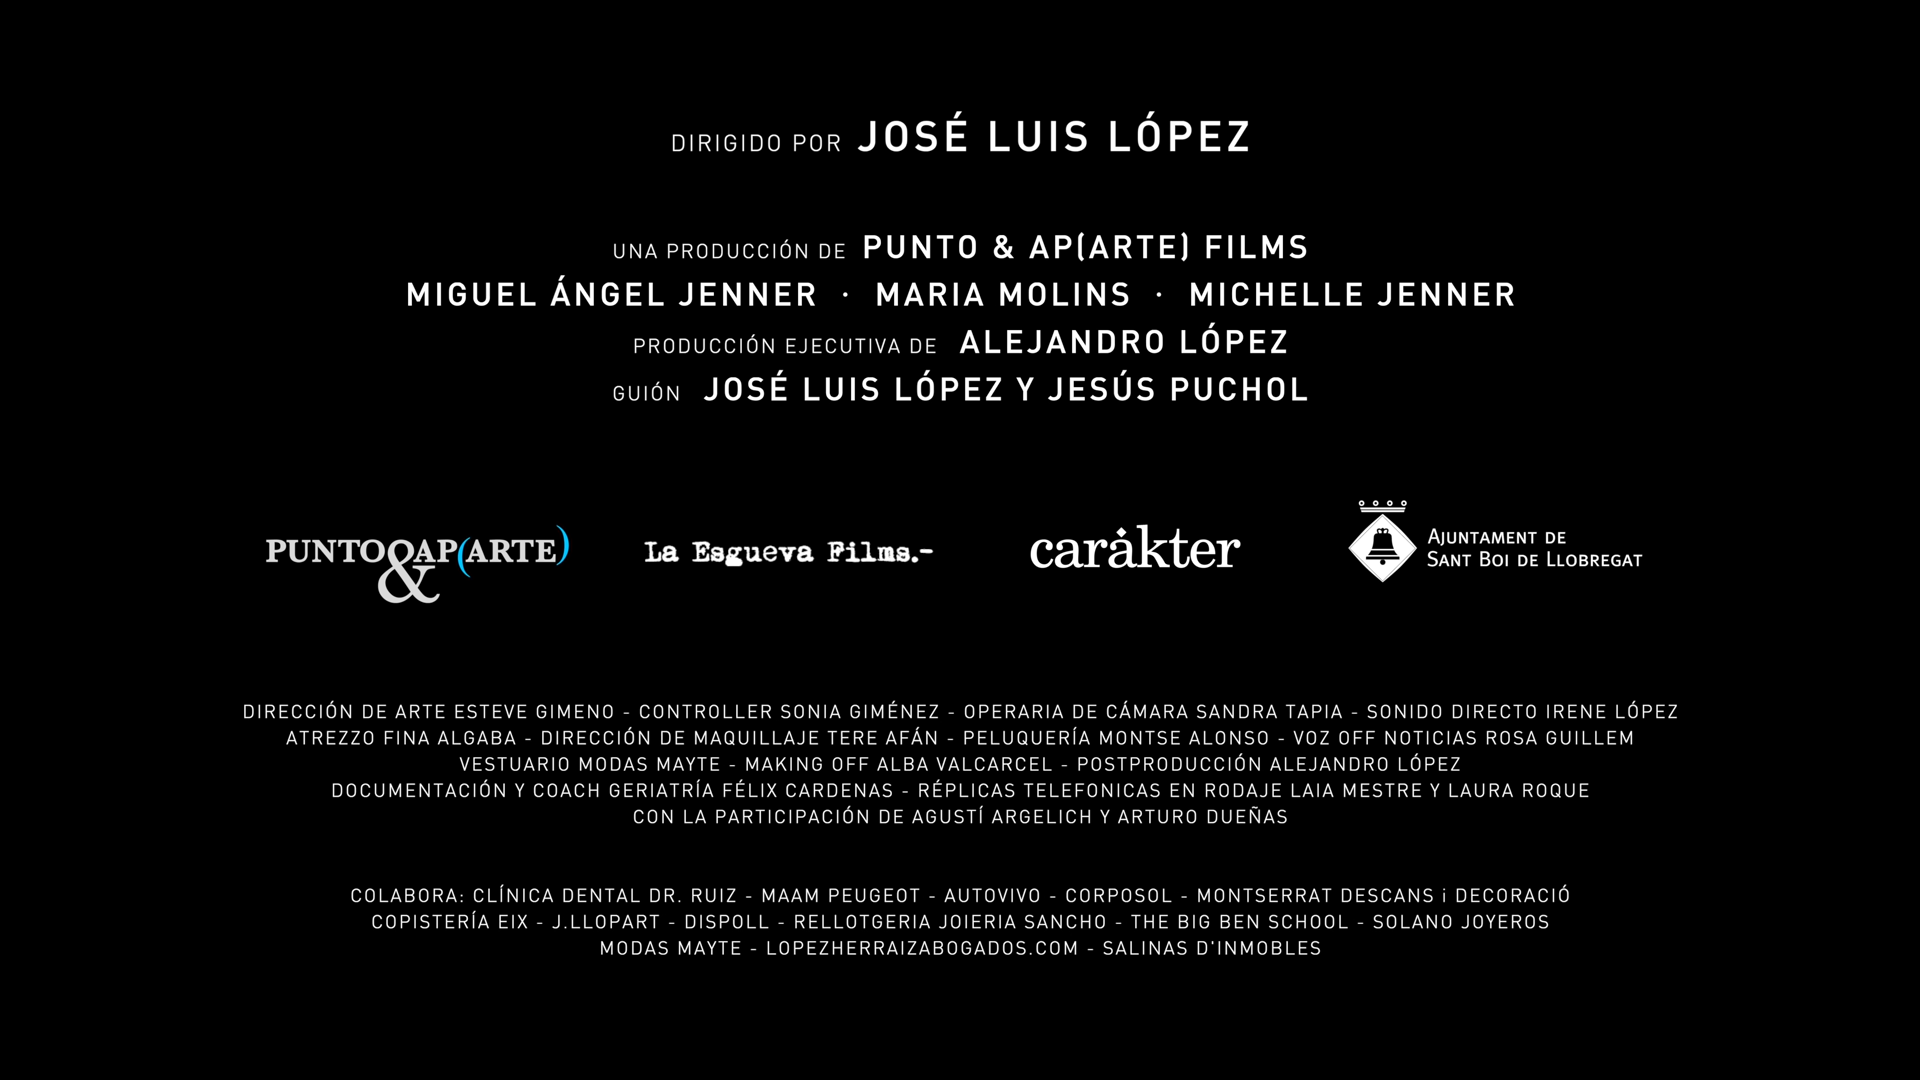 DIRIGIDO POR JOSÉ LUIS LÓPEZ
UNA PRODUCCIÓN DE PUNTO & AP(ARTE) FILMS
MIGUEL ÁNGEL JENNER · MARIA MOLINS · MICHELLE JENNER
PRODUCCIÓN EJECUTIVA DE ALEJANDRO LÓPEZ
GUIÓN JOSÉ LUIS LÓPEZ Y JESÚS PUCHOL
PUNTO&AP(ARTE)
La Esgueva Films.-
carákter
AJUNTAMENT DE
SANT BOI DE LLOBREGAT
DIRECCIÓN DE ARTE ESTEVE GIMENO - CONTROLLER SONIA GIMÉNEZ - OPERARIA DE CÁMARA SANDRA TAPIA - SONIDO DIRECTO IRENE LÓPEZ
ATREZZO FINA ALGABA - DIRECCIÓN DE MAQUILLAJE TERE AFÁN - PELUQUERÍA MONTSE ALONSO - VOZ OFF NOTICIAS ROSA GUILLEM
VESTUARIO MODAS MAYTE - MAKING OFF ALBA VALCARCEL - POSTPRODUCCIÓN ALEJANDRO LÓPEZ
DOCUMENTACIÓN Y COACH GERIATRÍA FÉLIX CARDENAS - RÉPLICAS TELEFONICAS EN RODAJE LAIA MESTRE Y LAURA ROQUE
CON LA PARTICIPACIÓN DE AGUSTÍ ARGELICH Y ARTURO DUEÑAS
COLABORA: CLÍNICA DENTAL DR. RUIZ - MAAM PEUGEOT - AUTOVIVO - CORPOSOL - MONTSERRAT DESCANS i DECORACIÓ
COPISTERÍA EIX - J.LLOPART - DISPOLL - RELLOTGERIA JOIERIA SANCHO - THE BIG BEN SCHOOL - SOLANO JOYEROS
MODAS MAYTE - LOPEZHERRAIZABOGADOS.COM - SALINAS D'INMOBLES